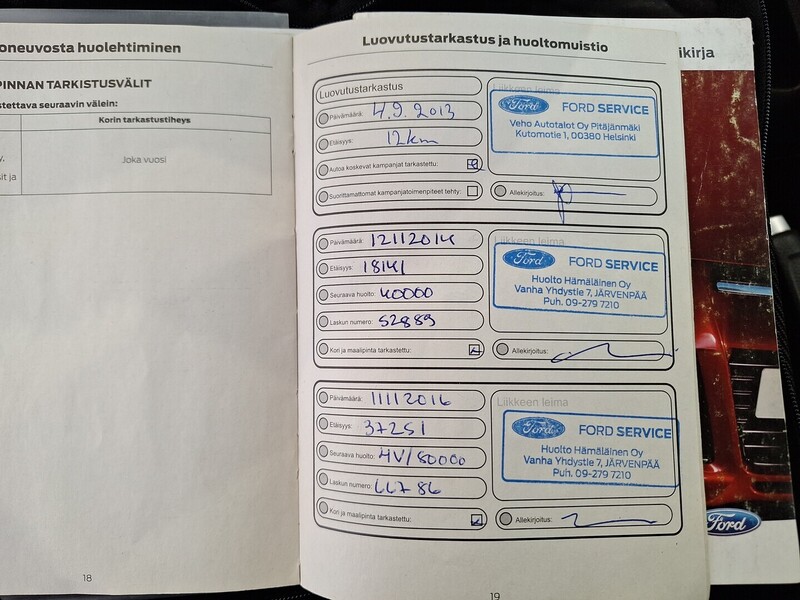 oneuvosta huolehtiminen
PINNAN TARKISTUSVÄLIT
stettava seuraavin välein:
Korin tarkastustiheys
y.
sit ja
Joka vuosi
18
Luovutustarkastus ja huoltomuistio
Luovutustarkastus
Päivämäärä: 4.9.2013
Etäisyys: 12km
Autoa koskevat kampanjat tarkastettu:
Suorittamattomat kampanjatoimenpiteet tehty:
Liikkeen leima
Ford FORD SERVICE
Veho Autotalot Oy Pitäjänmäki
Kutomotie 1, 00380 Helsinki
Allekirjoitus:
Päivämäärä: 12112014
Etäisyys: 18141
Seuraava huolto: 40000
Laskun numero: 52889
Kori ja maalipinta tarkastettu:
Liikkeen leima
Ford FORD SERVICE
Huolto Hämäläinen Oy
Vanha Yhdystie 7, JÄRVENPÄÄ
Puh. 09-279 7210
Allekirjoitus:
Päivämäärä: 11112016
Etäisyys: 37251
Seuraava huolto: 4V/80000
Laskun numero: 66786
Kori ja maalipinta tarkastettu:
Liikkeen leima
Ford FORD SERVICE
Huolto Hämäläinen Oy
Vanha Yhdystie 7, JÄRVENPÄÄ
Puh. 09-279 7210
Allekirjoitus:
19
ikirja
Ford